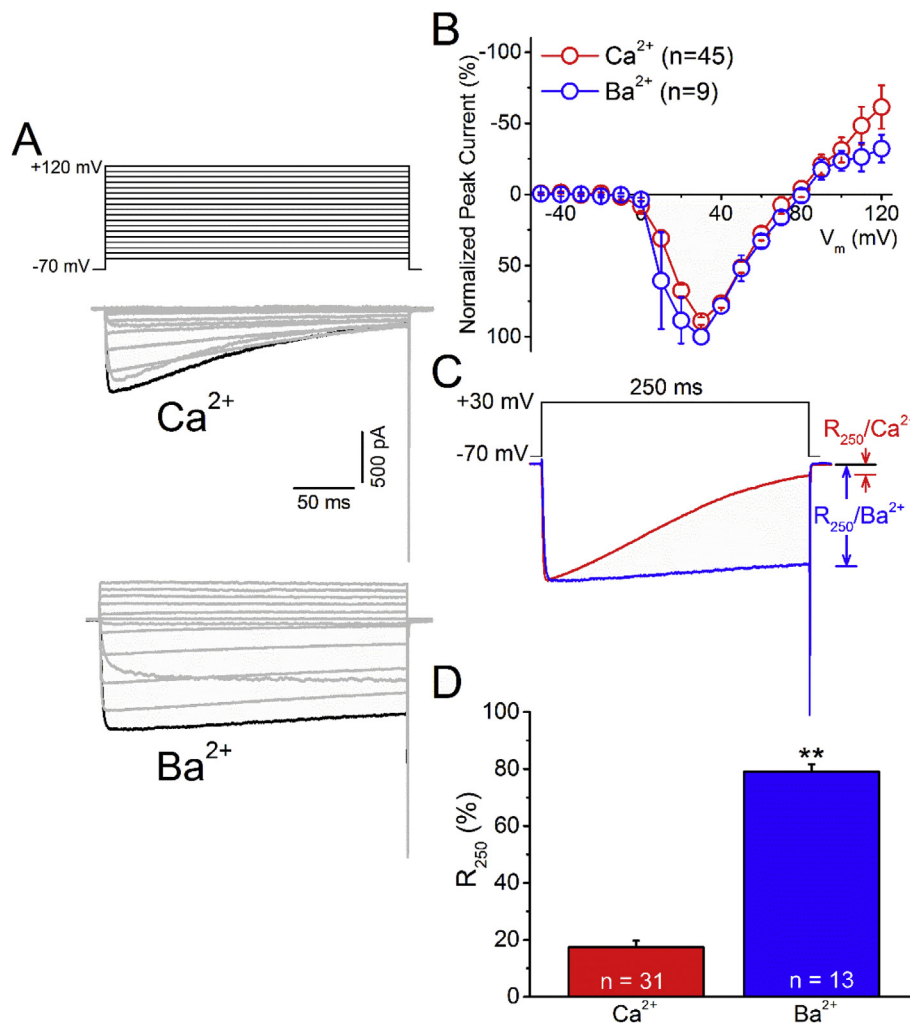 A
+120 mV
-70 mV
Ca²⁺
500 pA
50 ms
Ba²⁺
B
Normalized Peak Current (%)
-100
-50
0
50
100
Ca²⁺ (n=45)
Ba²⁺ (n=9)
-40 0 40 80 120
Vₘ (mV)
C
250 ms
+30 mV
-70 mV
R₂₅₀/Ca²⁺
R₂₅₀/Ba²⁺
D
R₂₅₀ (%)
100
80
60
40
20
0
**
n = 31
n = 13
Ca²⁺
Ba²⁺